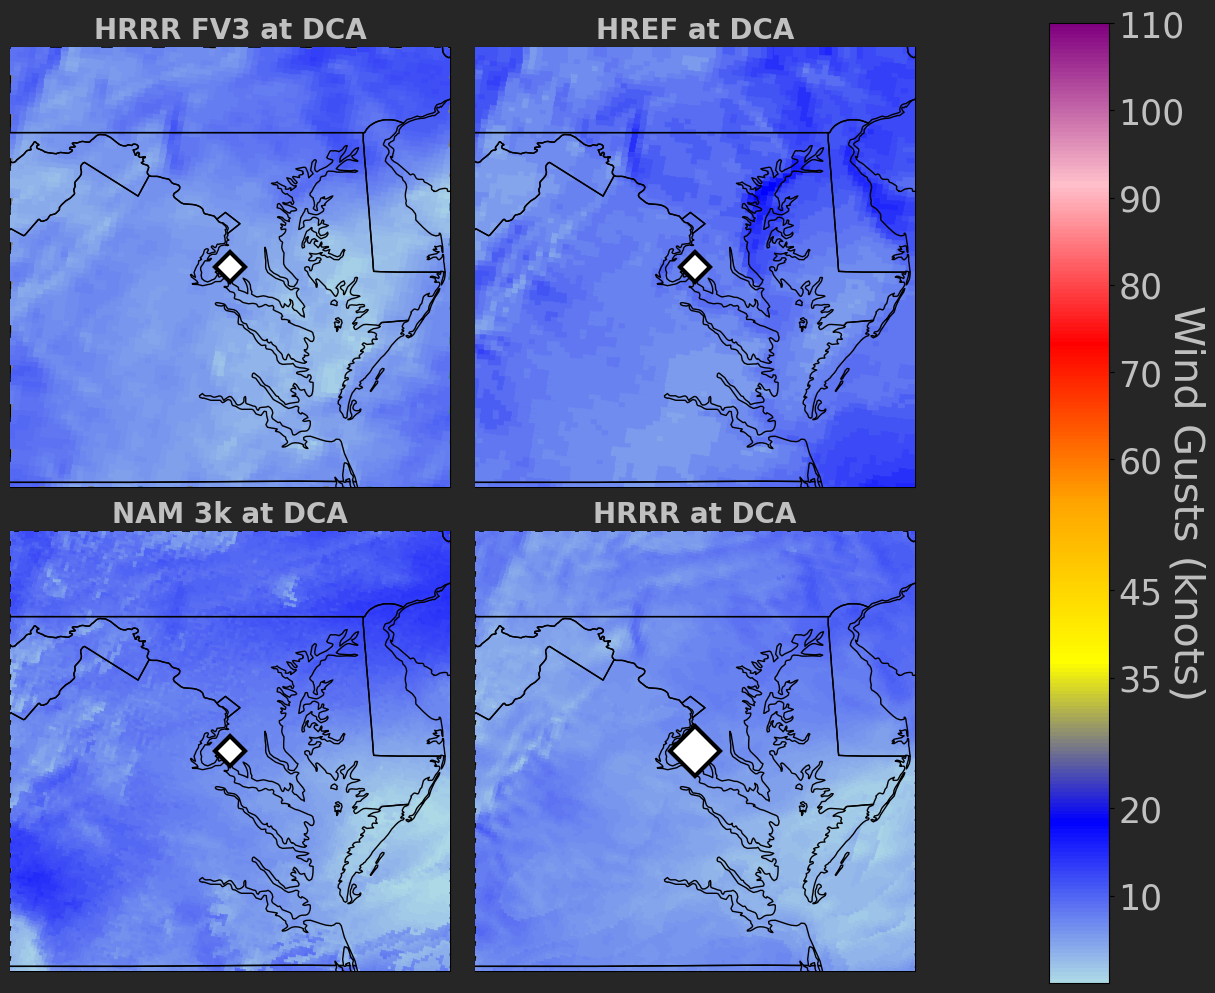 HRRR FV3 at DCA
HREF at DCA
NAM 3k at DCA
HRRR at DCA
110
100
90
80
70
60
45
35
20
10
Wind Gusts (knots)